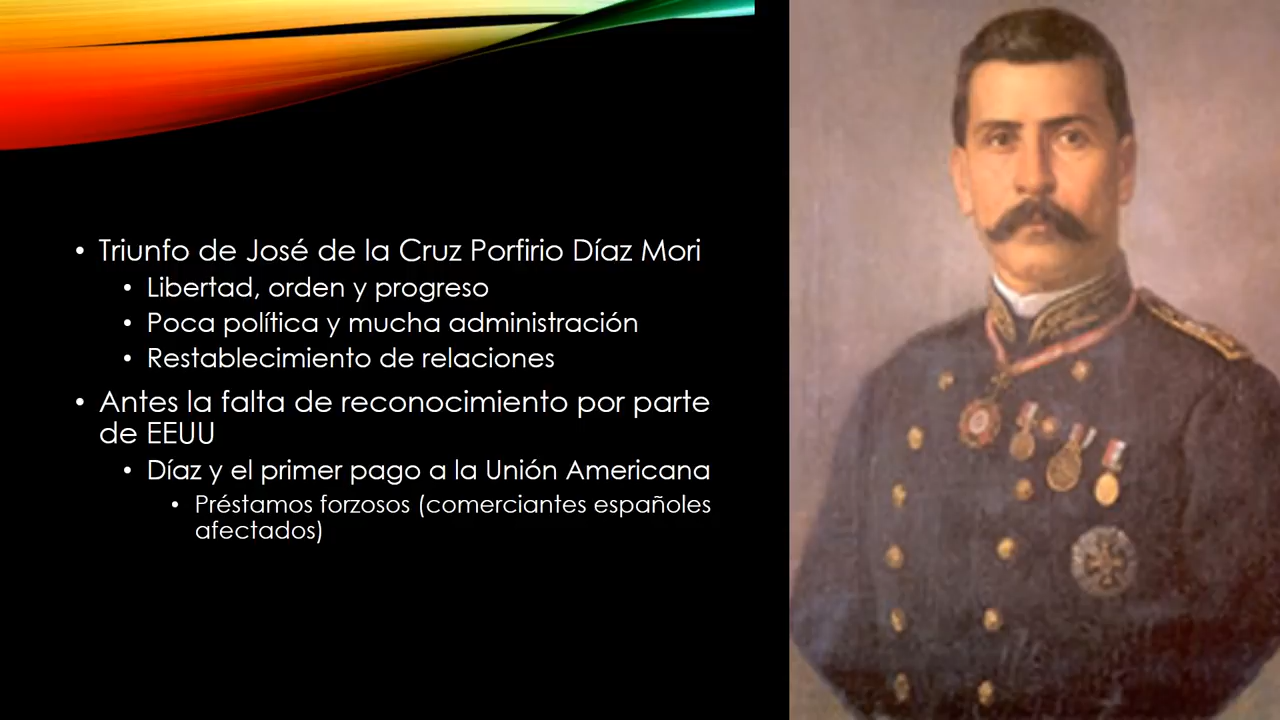 • Triunfo de José de la Cruz Porfirio Díaz Mori
• Libertad, orden y progreso
• Poca política y mucha administración
• Restablecimiento de relaciones
• Antes la falta de reconocimiento por parte
de EEUU
• Díaz y el primer pago a la Unión Americana
• Préstamos forzosos (comerciantes españoles
afectados)